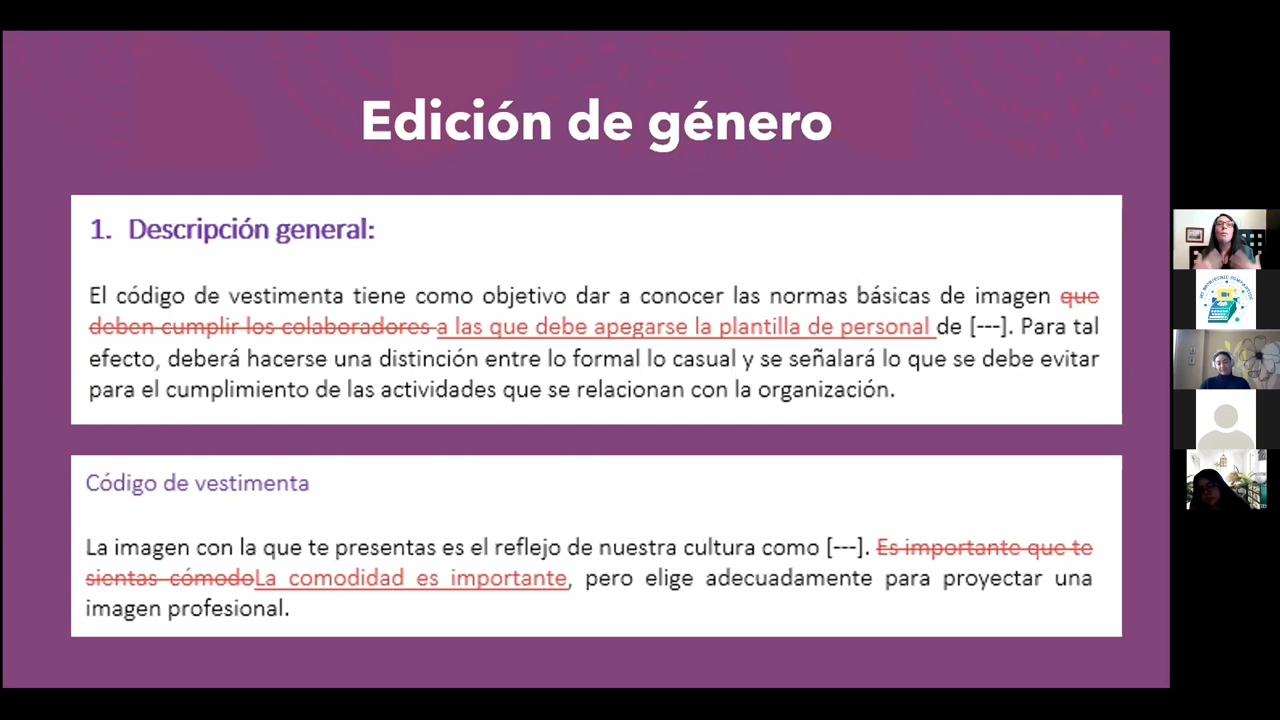 Edición de género
1. Descripción general:
El código de vestimenta tiene como objetivo dar a conocer las normas básicas de imagen que
deben cumplir los colaboradores a las que debe apegarse la plantilla de personal de [---]. Para tal
efecto, deberá hacerse una distinción entre lo formal lo casual y se señalará lo que se debe evitar
para el cumplimiento de las actividades que se relacionan con la organización.
Código de vestimenta
La imagen con la que te presentas es el reflejo de nuestra cultura como [---]. Es importante que te
sientas cómodoLa comodidad es importante, pero elige adecuadamente para proyectar una
imagen profesional.